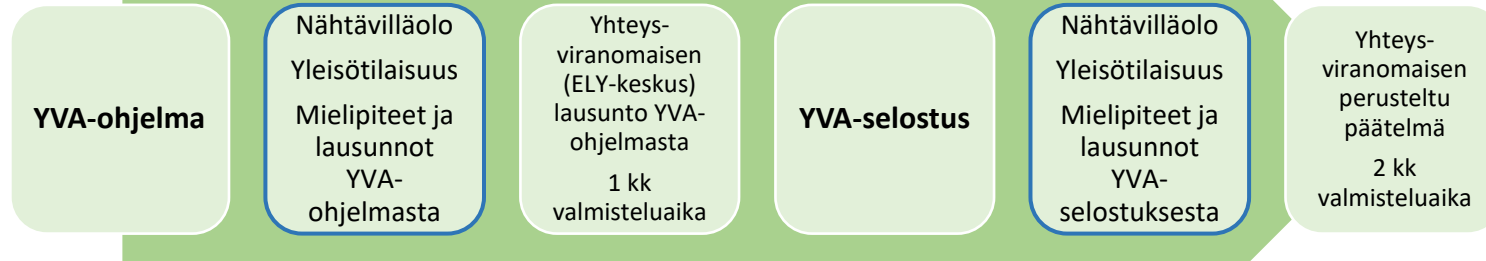 YVA-ohjelma
Nähtävilläolo
Yleisötilaisuus
Mielipiteet ja
lausunnot
YVA-
ohjelmasta
Yhteys-
viranomaisen
(ELY-keskus)
lausunto YVA-
ohjelmasta
1 kk
valmisteluaika
YVA-selostus
Nähtävilläolo
Yleisötilaisuus
Mielipiteet ja
lausunnot
YVA-
selostuksesta
Yhteys-
viranomaisen
perusteltu
päätelmä
2 kk
valmisteluaika